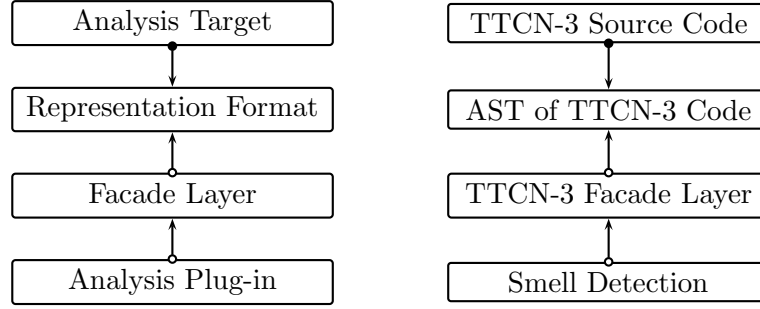 Analysis Target
Representation Format
Facade Layer
Analysis Plug-in
TTCN-3 Source Code
AST of TTCN-3 Code
TTCN-3 Facade Layer
Smell Detection